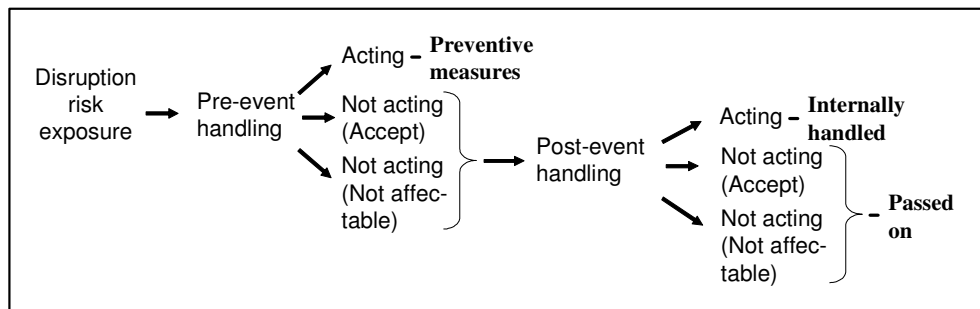 Disruption
risk
exposure
Pre-event
handling
Acting – Preventive
measures
Not acting
(Accept)
Not acting
(Not affec-
table)
Post-event
handling
Acting – Internally
handled
Not acting
(Accept)
Not acting
(Not affec-
table)
– Passed
on